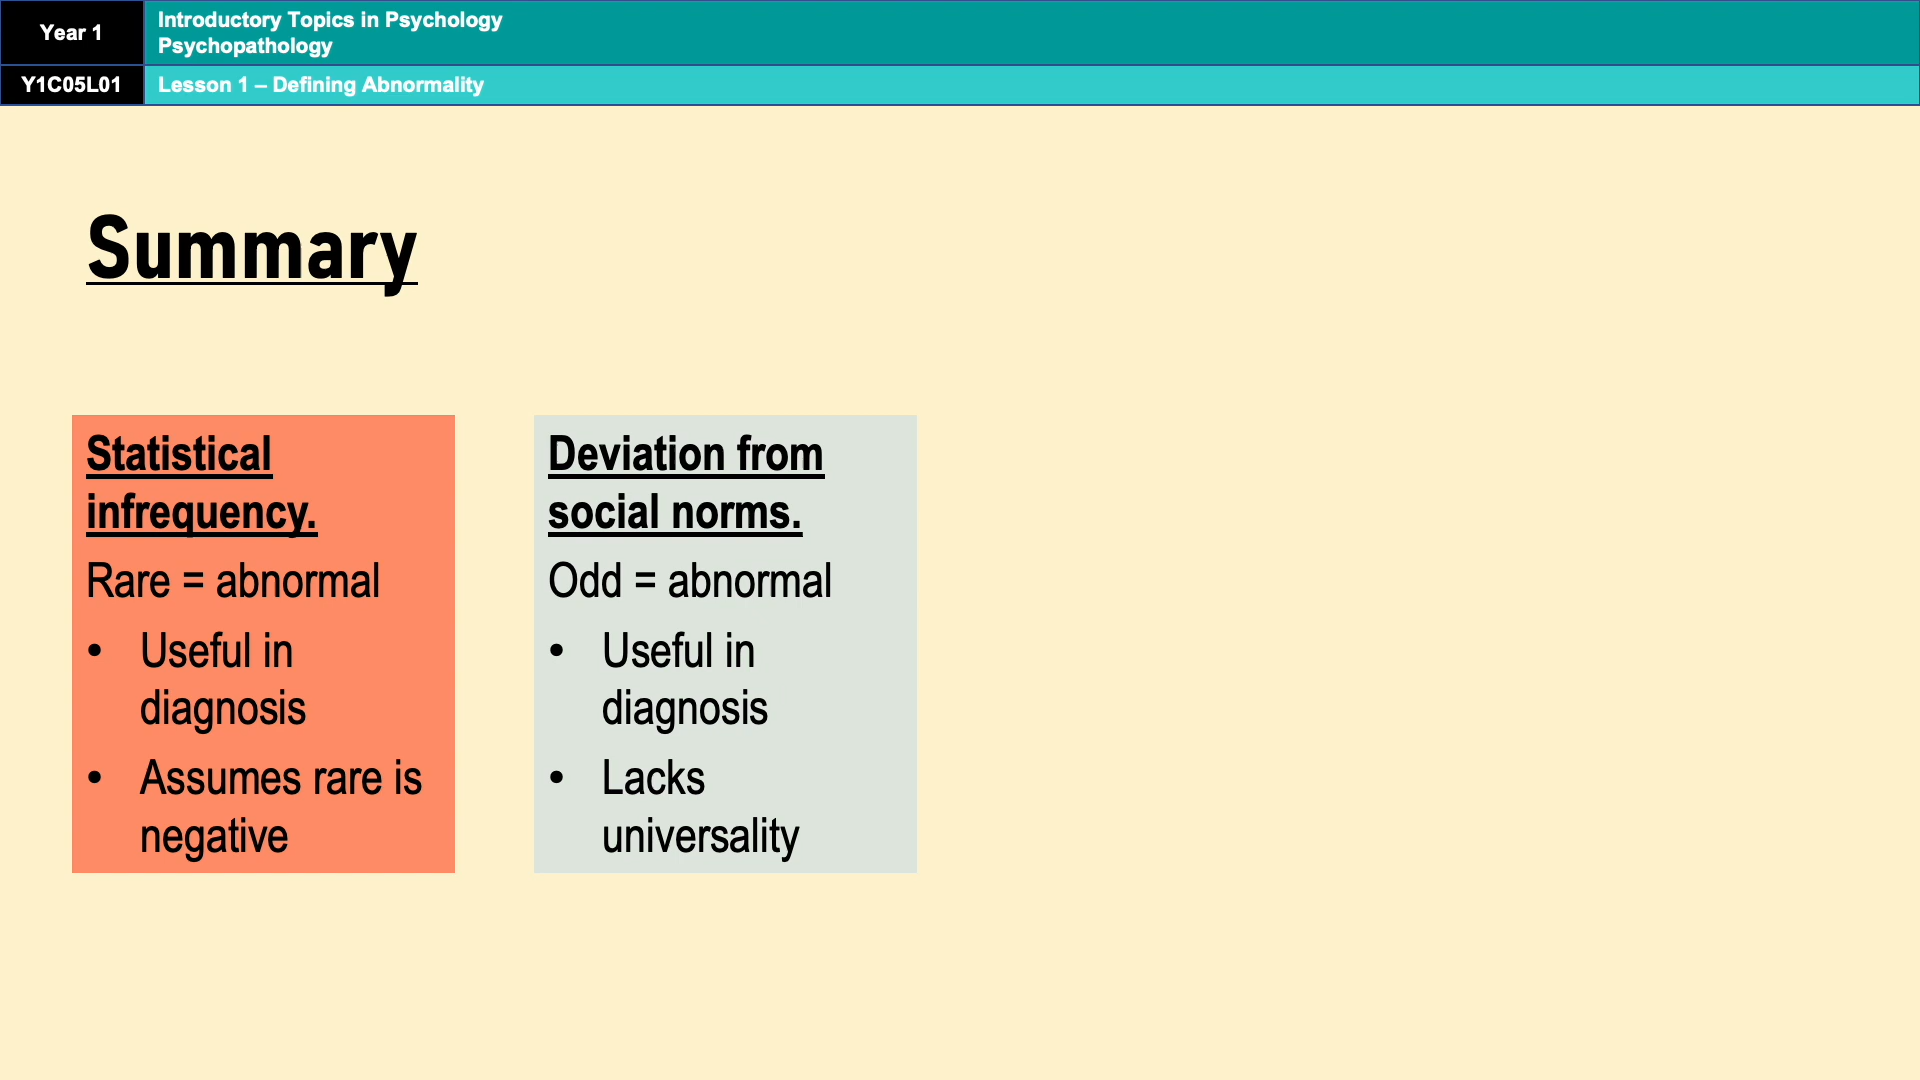 Year 1
Introductory Topics in Psychology
Psychopathology
Y1C05L01
Lesson 1 – Defining Abnormality
Summary
Statistical
infrequency.
Rare = abnormal
• Useful in
diagnosis
• Assumes rare is
negative
Deviation from
social norms.
Odd = abnormal
• Useful in
diagnosis
• Lacks
universality